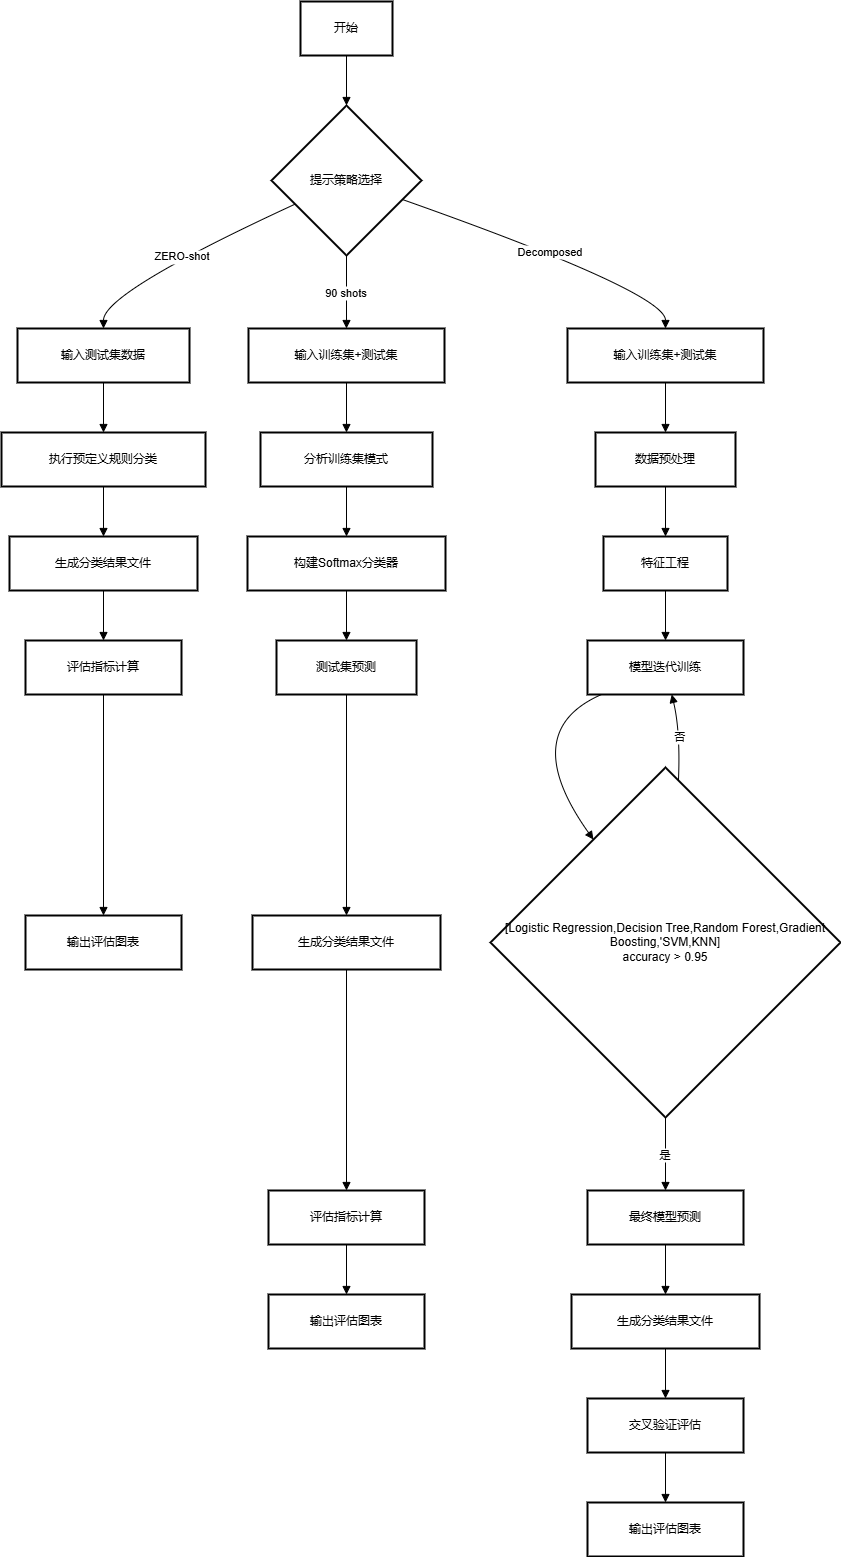 开始
提示策略选择
ZERO-shot
90 shots
Decomposed
输入测试集数据
输入训练集+测试集
输入训练集+测试集
执行预定义规则分类
分析训练集模式
数据预处理
生成分类结果文件
构建Softmax分类器
特征工程
评估指标计算
测试集预测
模型迭代训练
否
输出评估图表
生成分类结果文件
[Logistic Regression,Decision Tree,Random Forest,Gradient
Boosting,'SVM,KNN]
accuracy > 0.95
是
评估指标计算
最终模型预测
输出评估图表
生成分类结果文件
交叉验证评估
输出评估图表